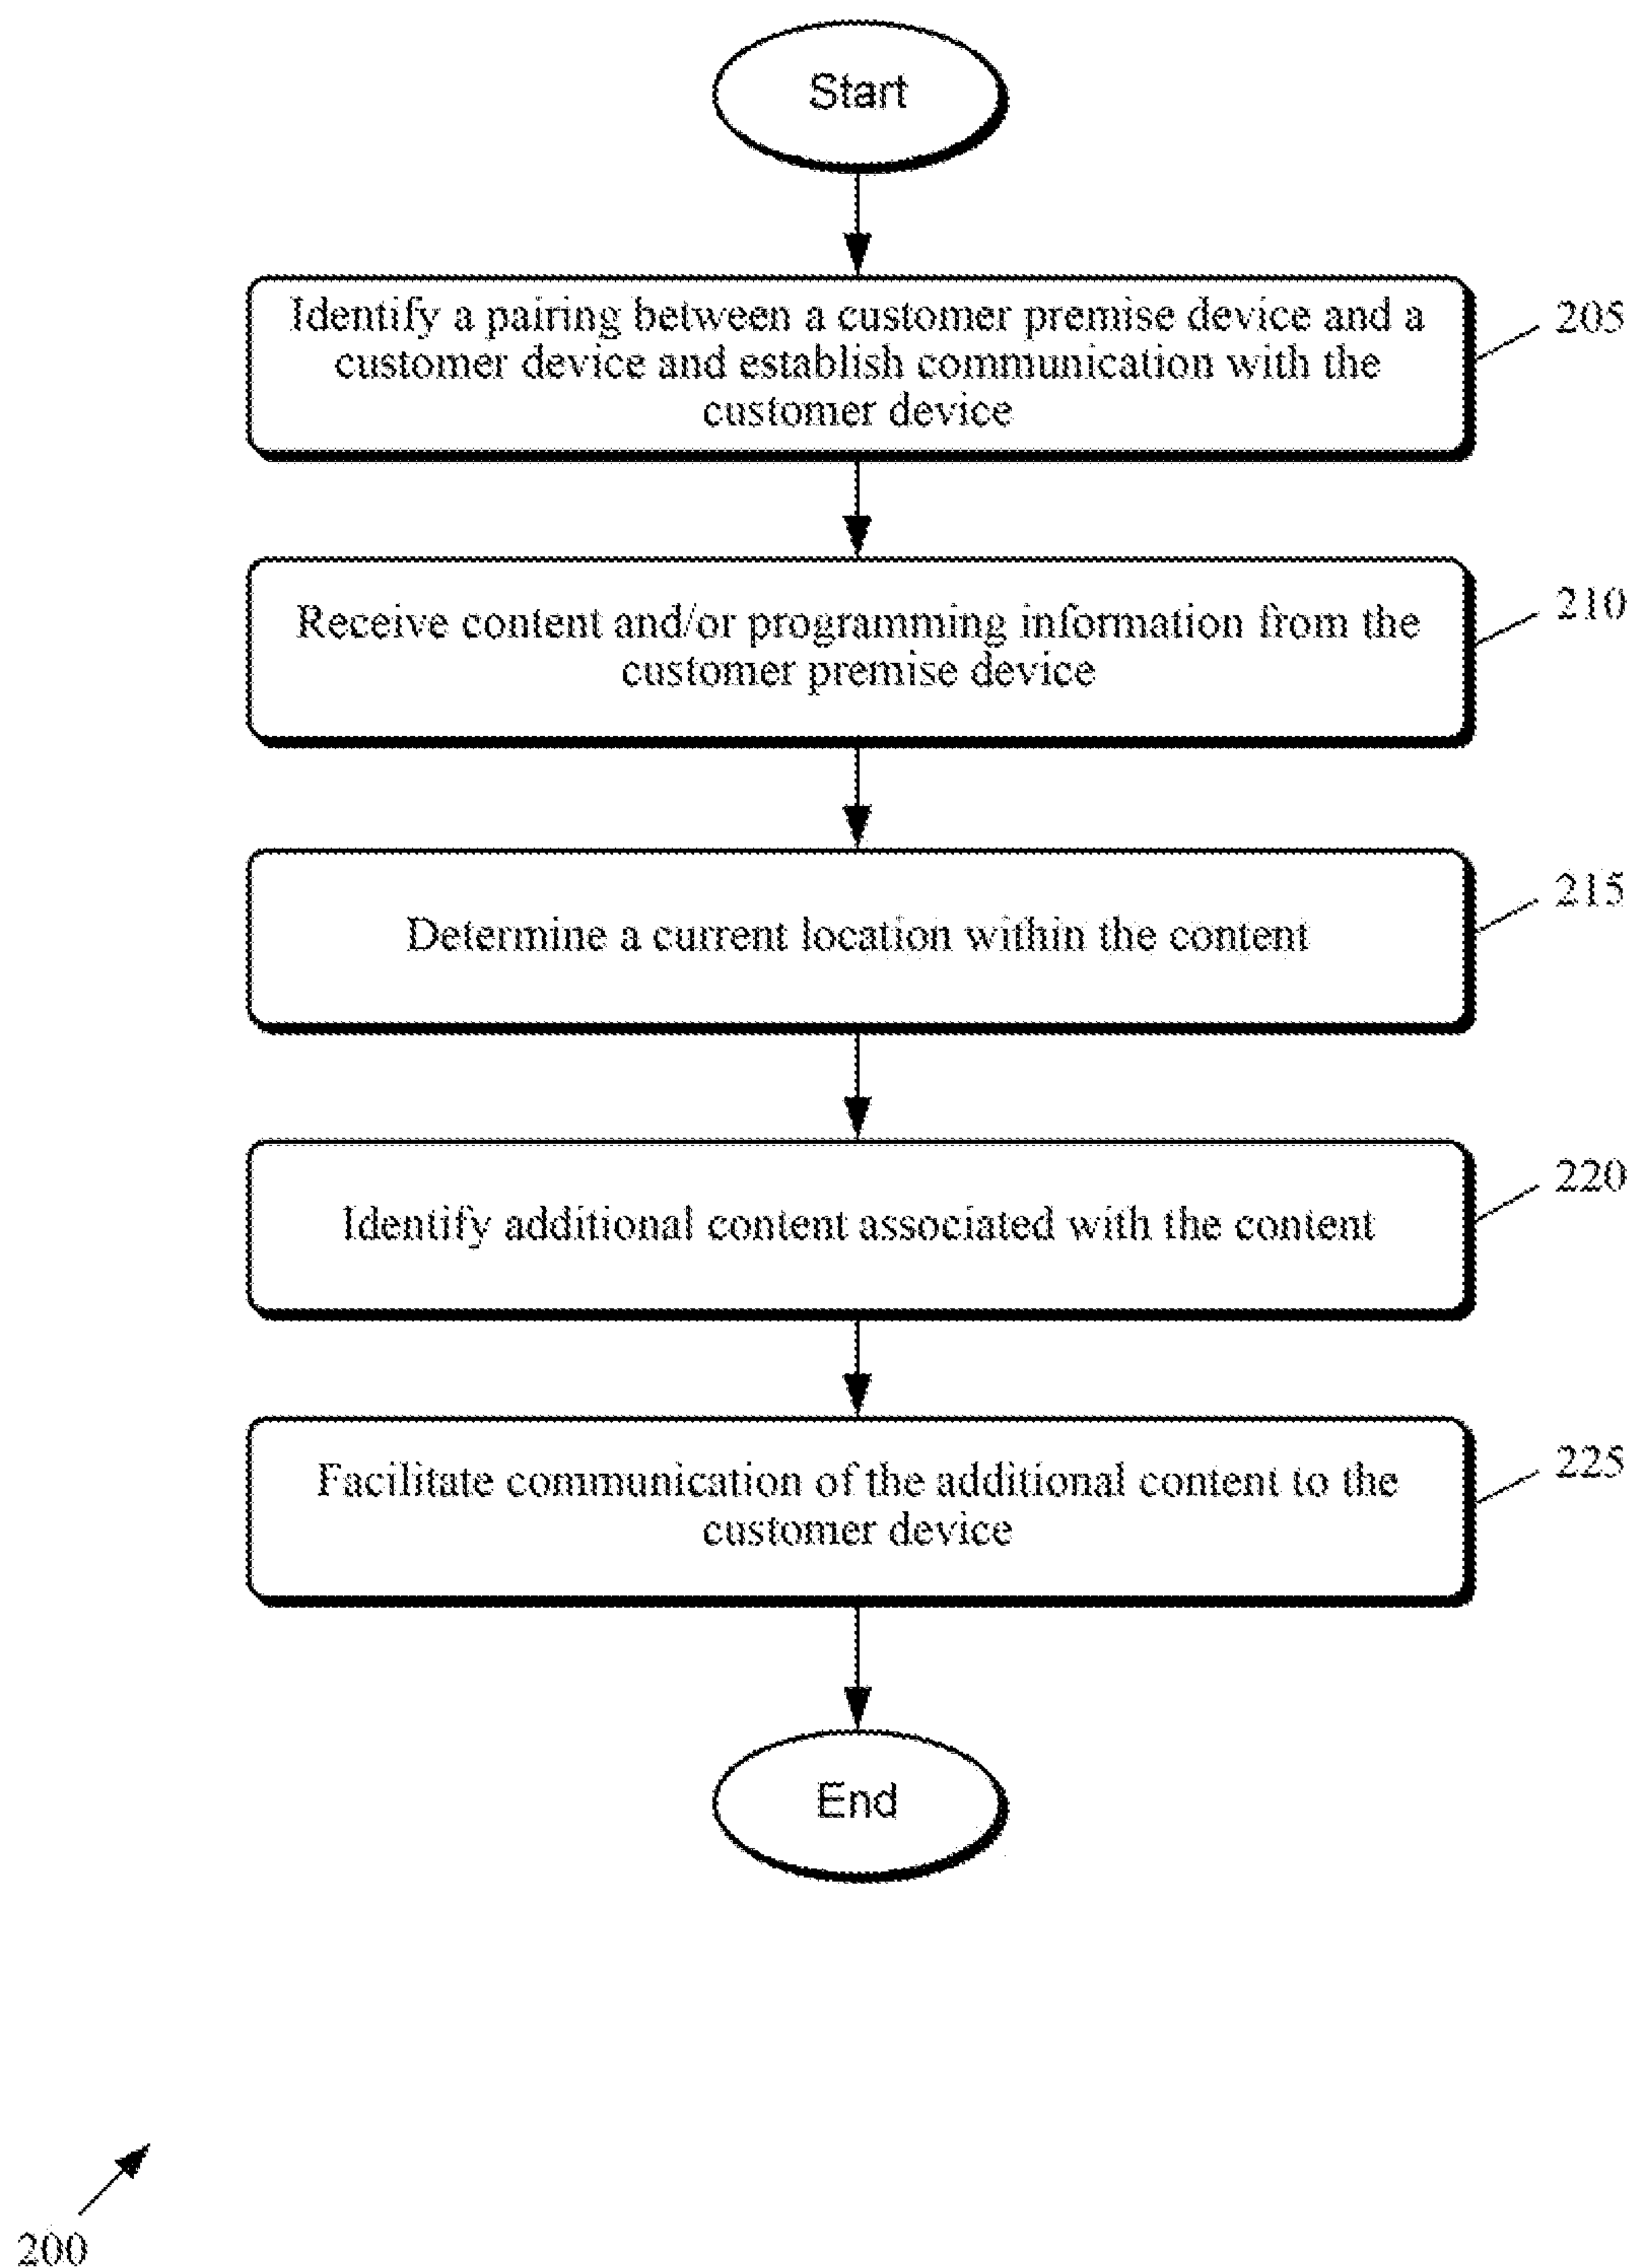 Start
Identify a pairing between a customer premise device and a
customer device and establish communication with the
customer device
205
Receive content and/or programming information from the
customer premise device
210
Determine a current location within the content
215
Identify additional content associated with the content
220
Facilitate communication of the additional content to the
customer device
225
End
200